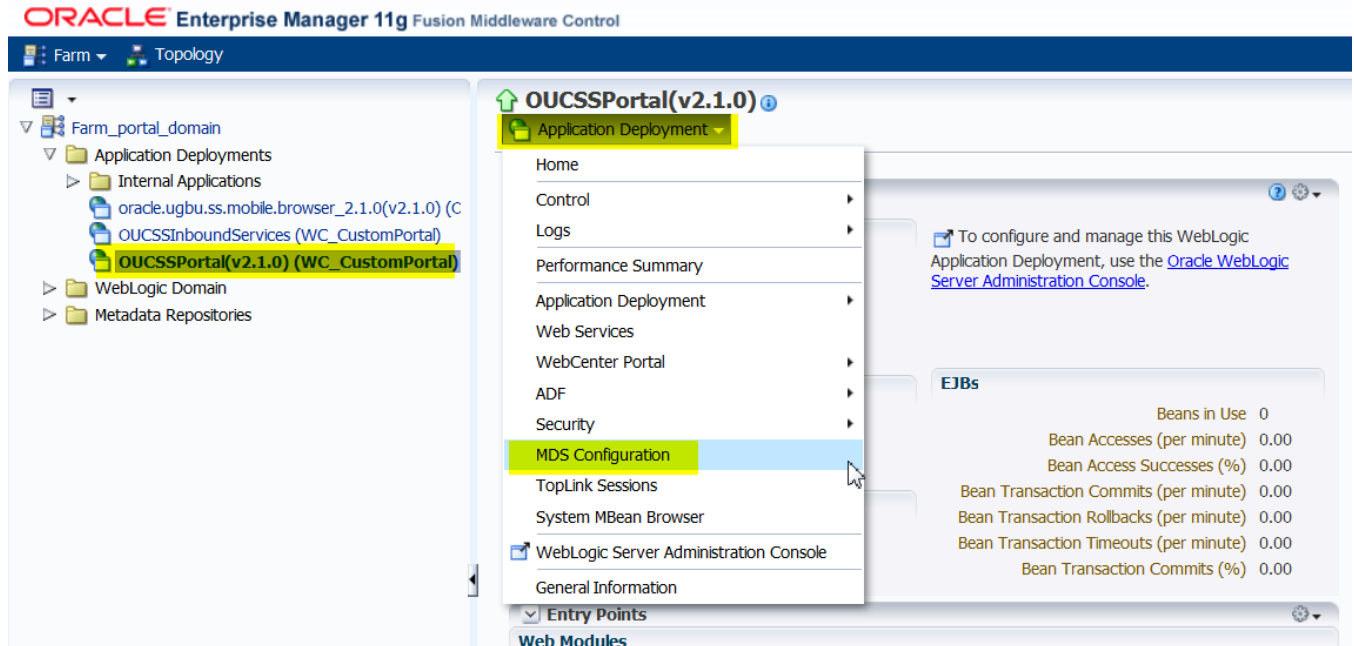 ORACLE Enterprise Manager 11g Fusion Middleware Control
Farm Topology
Farm_portal_domain
Application Deployments
Internal Applications
oracle.ugbu.ss.mobile.browser_2.1.0(v2.1.0) (C
OUCSSInboundServices (WC_CustomPortal)
OUCSSPortal(v2.1.0) (WC_CustomPortal)
WebLogic Domain
Metadata Repositories
OUCSSPortal(v2.1.0)
Application Deployment
Home
Control
Logs
Performance Summary
Application Deployment
Web Services
WebCenter Portal
ADF
Security
MDS Configuration
TopLink Sessions
System MBean Browser
WebLogic Server Administration Console
General Information
To configure and manage this WebLogic
Application Deployment, use the Oracle WebLogic
Server Administration Console.
EJBs
Beans in Use 0
Bean Accesses (per minute) 0.00
Bean Access Successes (%) 0.00
Bean Transaction Commits (per minute) 0.00
Bean Transaction Rollbacks (per minute) 0.00
Bean Transaction Timeouts (per minute) 0.00
Bean Transaction Commits (%) 0.00
Entry Points
Web Modules